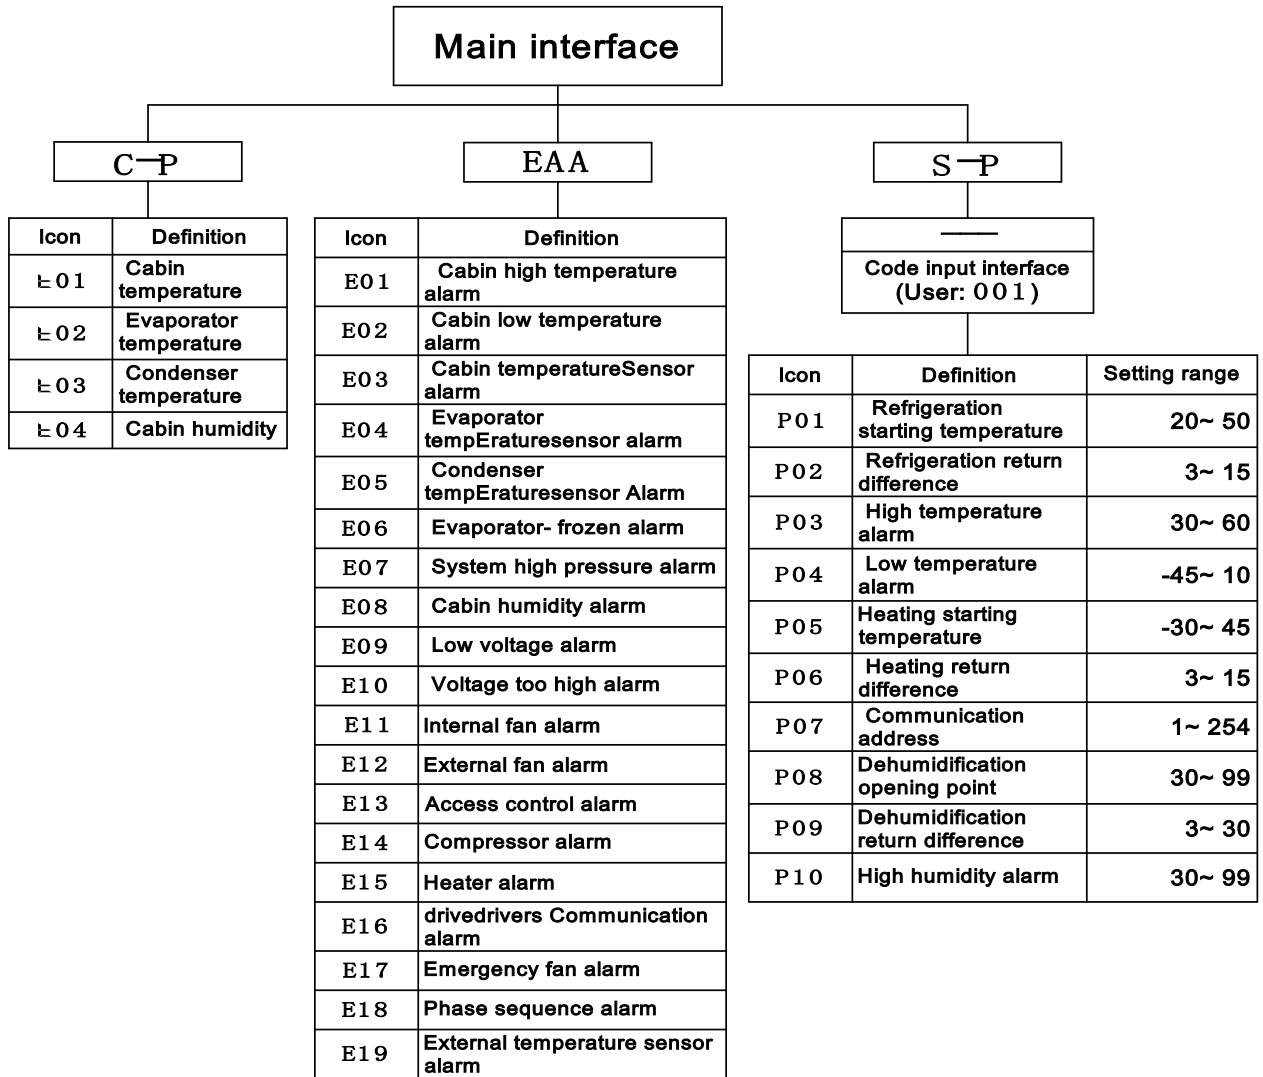 Main interface
C-P
EAA
S-P
Icon Definition
Ŀ01 Cabin
temperature
Ŀ02 Evaporator
temperature
Ŀ03 Condenser
temperature
Ŀ04 Cabin humidity
Icon Definition
E01 Cabin high temperature
alarm
E02 Cabin low temperature
alarm
E03 Cabin temperatureSensor
alarm
E04 Evaporator
tempEraturesensor alarm
E05 Condenser
tempEraturesensor Alarm
E06 Evaporator- frozen alarm
E07 System high pressure alarm
E08 Cabin humidity alarm
E09 Low voltage alarm
E10 Voltage too high alarm
E11 Internal fan alarm
E12 External fan alarm
E13 Access control alarm
E14 Compressor alarm
E15 Heater alarm
E16 drivedrivers Communication
alarm
E17 Emergency fan alarm
E18 Phase sequence alarm
E19 External temperature sensor
alarm
———
Code input interface
(User: 001)
Icon Definition Setting range
P01 Refrigeration
starting temperature 20~ 50
P02 Refrigeration return
difference 3~ 15
P03 High temperature
alarm 30~ 60
P04 Low temperature
alarm -45~ 10
P05 Heating starting
temperature -30~ 45
P06 Heating return
difference 3~ 15
P07 Communication
address 1~ 254
P08 Dehumidification
opening point 30~ 99
P09 Dehumidification
return difference 3~ 30
P10 High humidity alarm 30~ 99